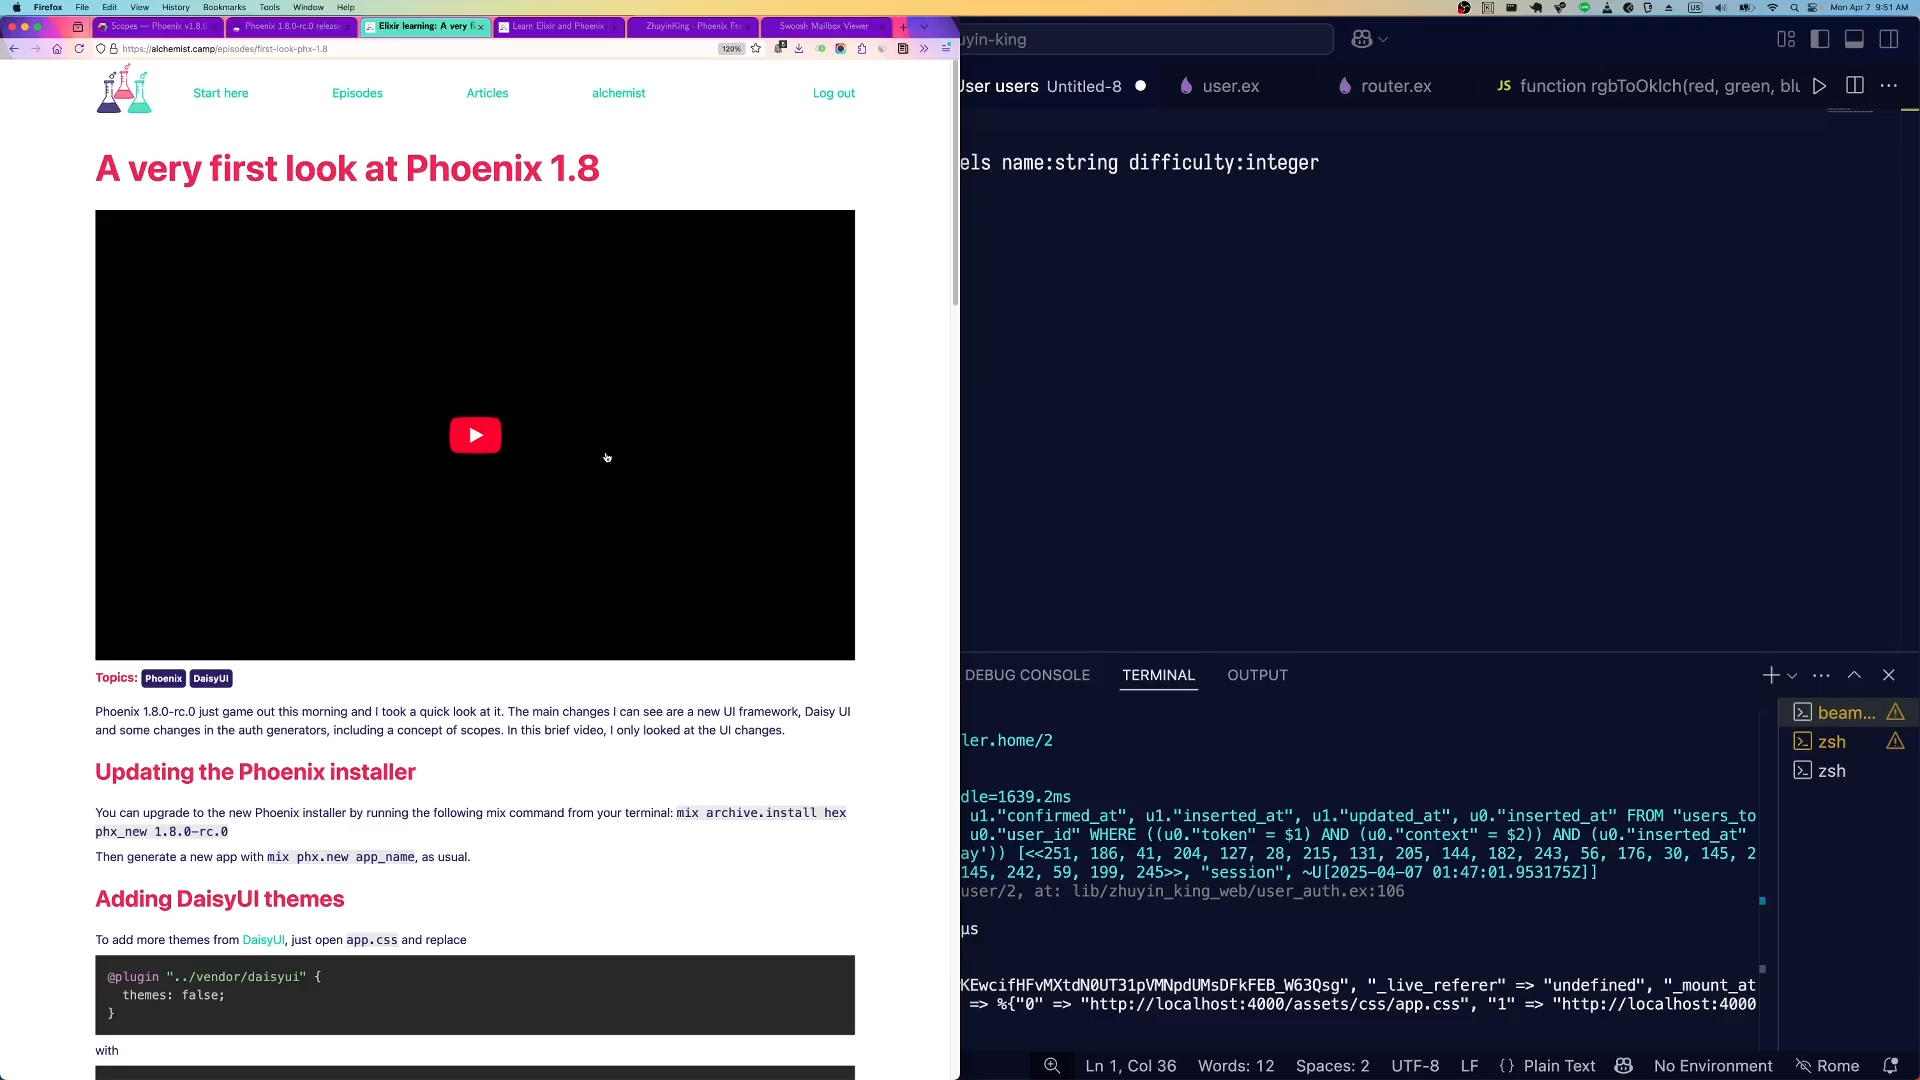 Firefox File Edit View History Bookmarks Tools Window Help
Mon Apr 7 9:51 AM
Scopes — Phoenix v1.8.0
Phoenix 1.8.0-rc.0 release
Elixir learning: A very fi
Learn Elixir and Phoenix
ZhuyinKing · Phoenix Fra
Swoosh Mailbox Viewer
https://alchemist.camp/episodes/first-look-phx-1.8
120%
Start here
Episodes
Articles
alchemist
Log out
A very first look at Phoenix 1.8
Topics: Phoenix DaisyUI
Phoenix 1.8.0-rc.0 just game out this morning and I took a quick look at it. The main changes I can see are a new UI framework, Daisy UI
and some changes in the auth generators, including a concept of scopes. In this brief video, I only looked at the UI changes.
Updating the Phoenix installer
You can upgrade to the new Phoenix installer by running the following mix command from your terminal: mix archive.install hex
phx_new 1.8.0-rc.0
Then generate a new app with mix phx.new app_name, as usual.
Adding DaisyUI themes
To add more themes from DaisyUI, just open app.css and replace
@plugin "../vendor/daisyui" {
themes: false;
}
with
uyin-king
User users Untitled-8
user.ex
router.ex
JS function rgbToOklch(red, green, blu
els name:string difficulty:integer
DEBUG CONSOLE
TERMINAL
OUTPUT
beam...
zsh
zsh
ler.home/2
dle=1639.2ms
u1."confirmed_at", u1."inserted_at", u1."updated_at", u0."inserted_at" FROM "users_to
u0."user_id" WHERE ((u0."token" = $1) AND (u0."context" = $2)) AND (u0."inserted_at"
ay')) [<<251, 186, 41, 204, 127, 28, 215, 131, 205, 144, 182, 243, 56, 176, 30, 145, 2
145, 242, 59, 199, 245>>, "session", ~U[2025-04-07 01:47:01.953175Z]]
user/2, at: lib/zhuyin_king_web/user_auth.ex:106
µs
KEwcifHFvMXtdN0UT31pVMNpdUMsDFkFEB_W63Qsg", "_live_referer" => "undefined", "_mount_at
=> %{"0" => "http://localhost:4000/assets/css/app.css", "1" => "http://localhost:4000
Ln 1, Col 36
Words: 12
Spaces: 2
UTF-8
LF
{} Plain Text
No Environment
Rome